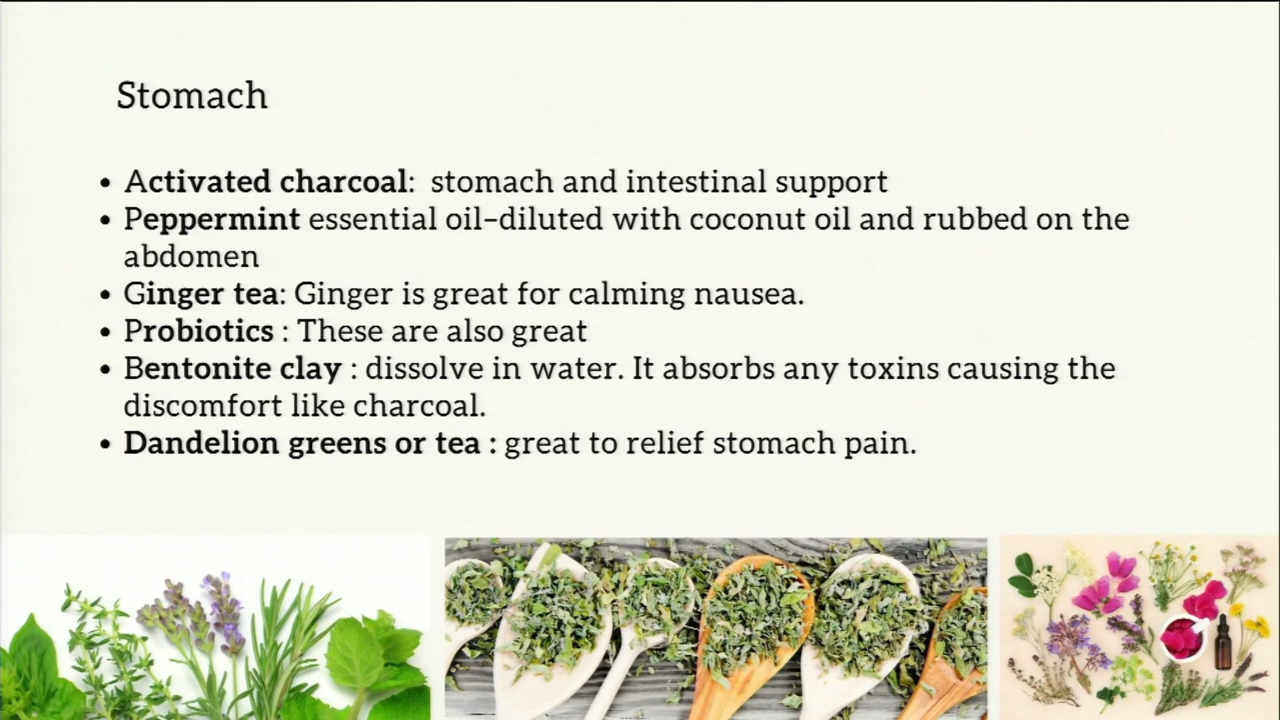 Stomach
• Activated charcoal:  stomach and intestinal support
• Peppermint essential oil–diluted with coconut oil and rubbed on the
abdomen
• Ginger tea: Ginger is great for calming nausea.
• Probiotics : These are also great
• Bentonite clay : dissolve in water. It absorbs any toxins causing the
discomfort like charcoal.
• Dandelion greens or tea : great to relief stomach pain.